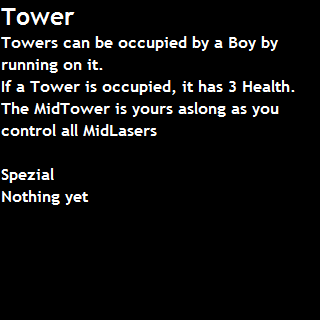 Tower
Towers can be occupied by a Boy by
running on it.
If a Tower is occupied, it has 3 Health.
The MidTower is yours aslong as you
control all MidLasers
Spezial
Nothing yet